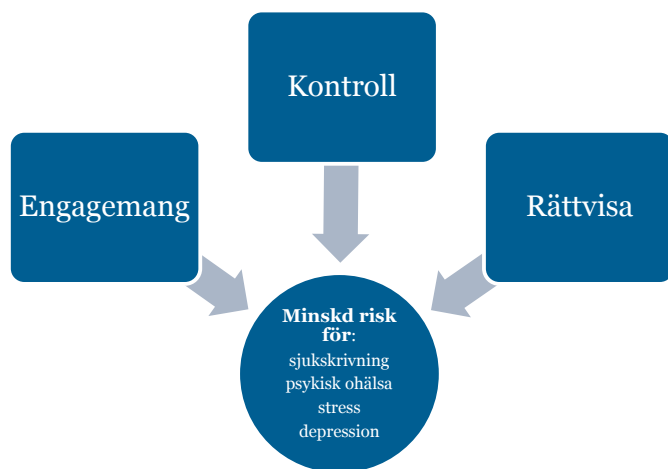 Kontroll
Engagemang
Rättvisa
Minskd risk
för:
sjukskrivning
psykisk ohälsa
stress
depression